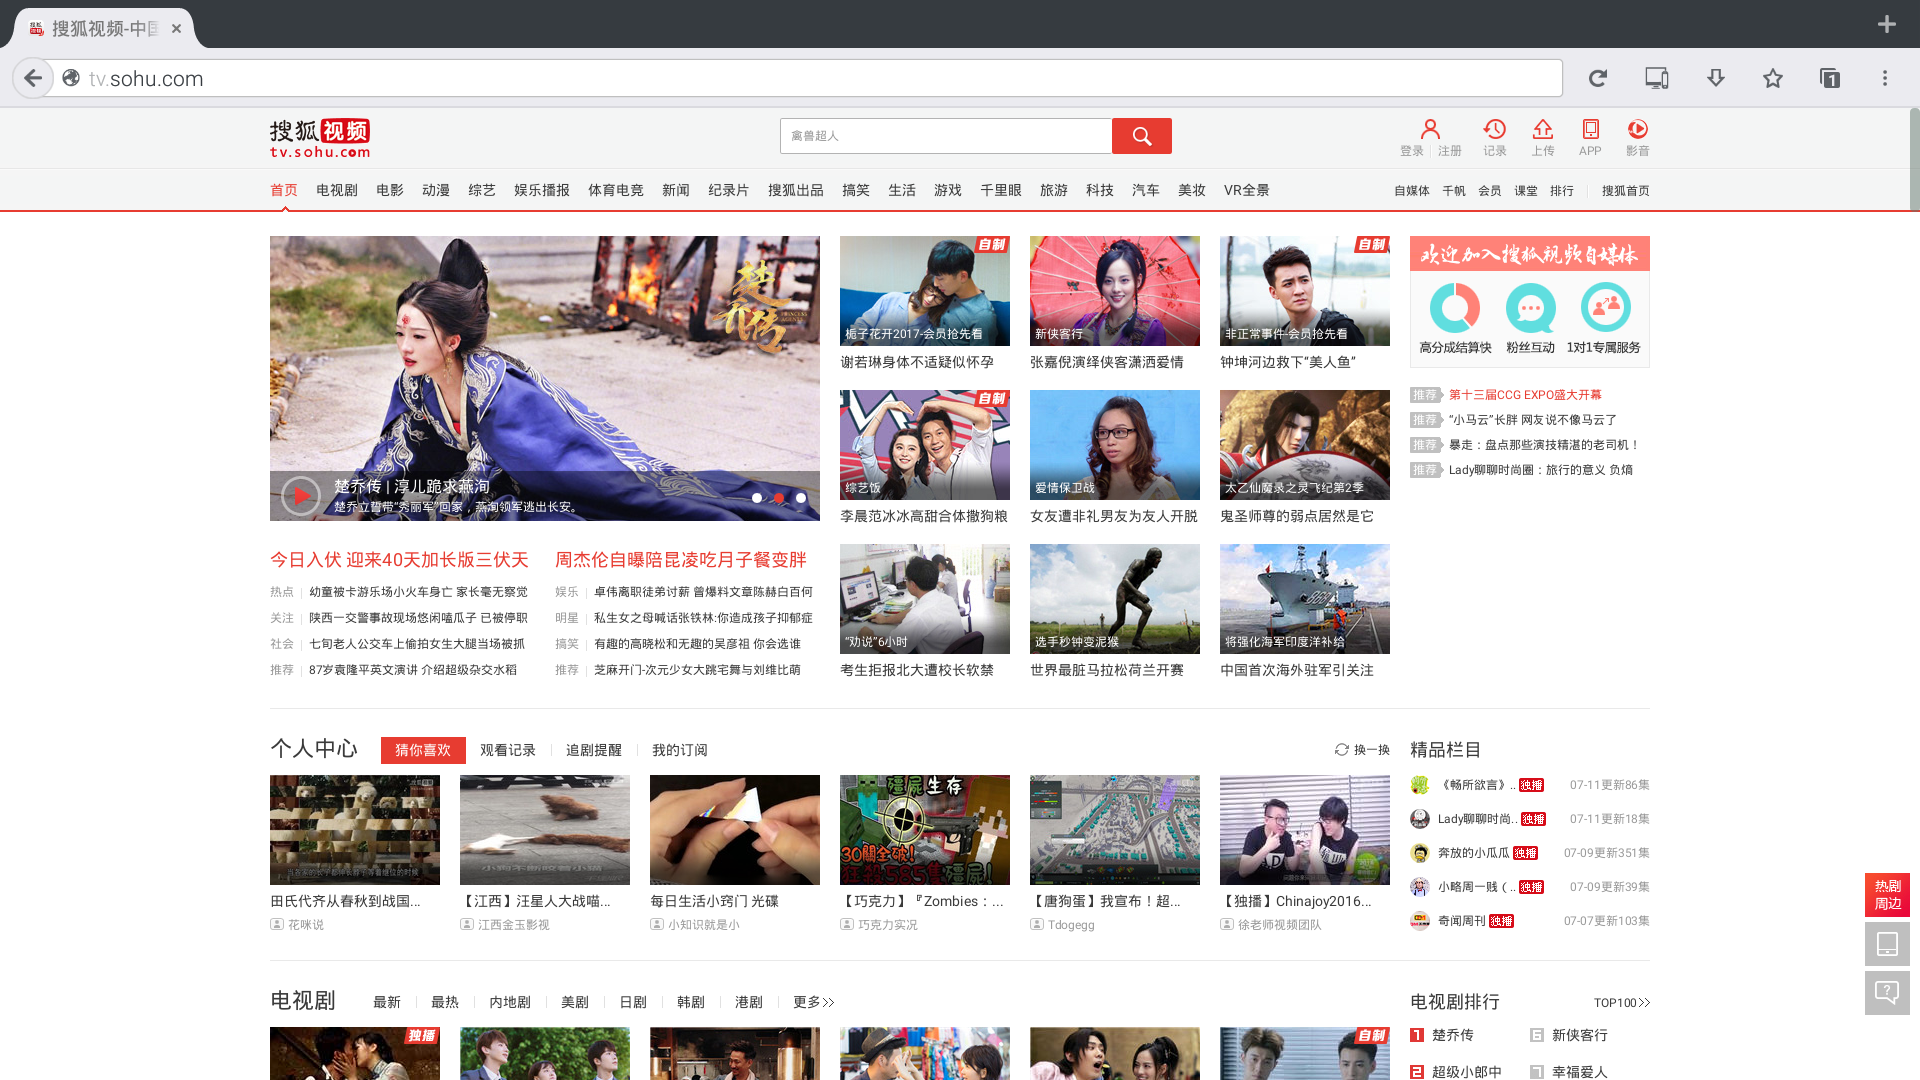 搜狐视频-中国
tv.sohu.com
搜狐视频
tv.sohu.com
禽兽超人
登录 注册 记录 上传 APP 影音
首页 电视剧 电影 动漫 综艺 娱乐播报 体育电竞 新闻 纪录片 搜狐出品 搞笑 生活 游戏 千里眼 旅游 科技 汽车 美妆 VR全景
自媒体 千帆 会员 课堂 排行 搜狐首页
楚乔传
PRINCESS AGENTS
楚乔传 | 淳儿跪求燕洵
楚乔立誓带“秀丽军”回家，燕洵领军逃出长安。
自制
栀子花开2017-会员抢先看
谢若琳身体不适疑似怀孕
新侠客行
张嘉倪演绎侠客潇洒爱情
自制
非正常事件-会员抢先看
钟坤河边救下“美人鱼”
自制
综艺饭
李晨范冰冰高甜合体撒狗粮
爱情保卫战
女友遭非礼男友为友人开脱
太乙仙魔录之灵飞纪第2季
鬼圣师尊的弱点居然是它
“劝说”6小时
考生拒报北大遭校长软禁
选手秒钟变泥猴
世界最脏马拉松荷兰开赛
868
将强化海军印度洋补给
中国首次海外驻军引关注
欢迎加入搜狐视频自媒体
高分成结算快 粉丝互动 1对1专属服务
推荐 第十三届CCG EXPO盛大开幕
推荐 “小马云”长胖 网友说不像马云了
推荐 暴走：盘点那些演技精湛的老司机！
推荐 Lady聊聊时尚圈：旅行的意义 负熵
今日入伏 迎来40天加长版三伏天
热点 幼童被卡游乐场小火车身亡 家长毫无察觉
关注 陕西一交警事故现场悠闲嗑瓜子 已被停职
社会 七旬老人公交车上偷拍女生大腿当场被抓
推荐 87岁袁隆平英文演讲 介绍超级杂交水稻
周杰伦自曝陪昆凌吃月子餐变胖
娱乐 卓伟离职徒弟讨薪 曾爆料文章陈赫白百何
明星 私生女之母喊话张铁林:你造成孩子抑郁症
搞笑 有趣的高晓松和无趣的吴彦祖 你会选谁
推荐 芝麻开门-次元少女大跳宅舞与刘维比萌
个人中心 猜你喜欢 观看记录 追剧提醒 我的订阅 换一换
田氏代齐从春秋到战国...
花咪说
【江西】汪星人大战喵...
江西金玉影视
每日生活小窍门 光碟
小知识就是小
殭屍生存
30關全破!
狂殺585隻殭屍!
【巧克力】『Zombies：...
巧克力实况
【唐狗蛋】我宣布！超...
Tdogegg
【独播】Chinajoy2016...
徐老师视频团队
精品栏目
《畅所欲言》.. 独播 07-11更新86集
Lady聊聊时尚.. 独播 07-11更新18集
奔放的小瓜瓜 独播 07-09更新351集
小略周一贱（.. 独播 07-09更新39集
奇闻周刊 独播 07-07更新103集
热剧
周边
电视剧 最新 最热 内地剧 美剧 日剧 韩剧 港剧 更多
独播
自制
电视剧排行 TOP100
1 楚乔传 6 新侠客行
2 超级小郎中 7 幸福爱人